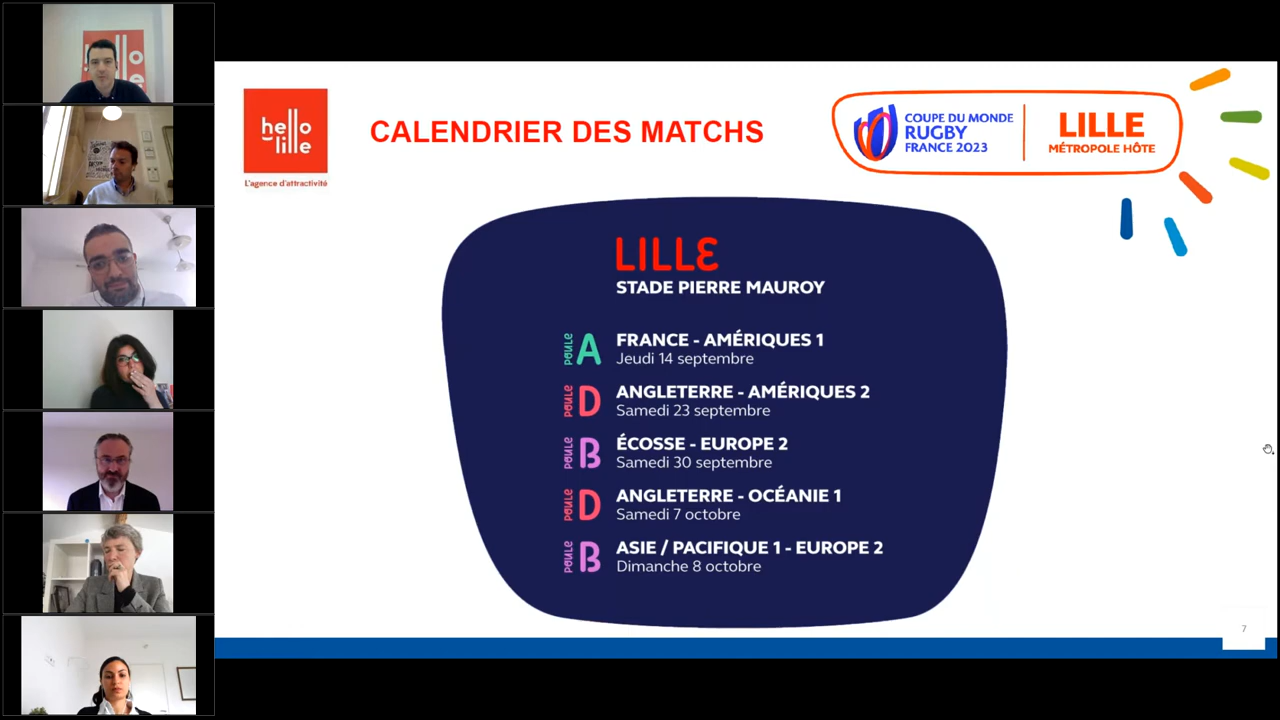 hello
lille
L'agence d'attractivité
CALENDRIER DES MATCHS
COUPE DU MONDE
RUGBY
FRANCE 2023
LILLE
MÉTROPOLE HÔTE
LILLE
STADE PIERRE MAUROY
POULE A
FRANCE - AMÉRIQUES 1
Jeudi 14 septembre
POULE D
ANGLETERRE - AMÉRIQUES 2
Samedi 23 septembre
POULE B
ÉCOSSE - EUROPE 2
Samedi 30 septembre
POULE D
ANGLETERRE - OCÉANIE 1
Samedi 7 octobre
POULE B
ASIE / PACIFIQUE 1 - EUROPE 2
Dimanche 8 octobre
7